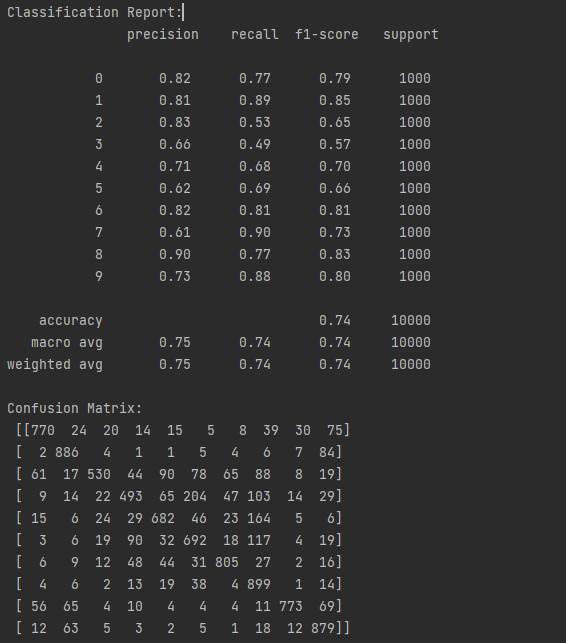 Classification Report:
precision recall f1-score support
0 0.82 0.77 0.79 1000
1 0.81 0.89 0.85 1000
2 0.83 0.53 0.65 1000
3 0.66 0.49 0.57 1000
4 0.71 0.68 0.70 1000
5 0.62 0.69 0.66 1000
6 0.82 0.81 0.81 1000
7 0.61 0.90 0.73 1000
8 0.90 0.77 0.83 1000
9 0.73 0.88 0.80 1000
accuracy 0.74 10000
macro avg 0.75 0.74 0.74 10000
weighted avg 0.75 0.74 0.74 10000
Confusion Matrix:
[[770 24 20 14 15 5 8 39 30 75]
[ 2 886 4 1 1 5 4 6 7 84]
[ 61 17 530 44 90 78 65 88 8 19]
[ 9 14 22 493 65 204 47 103 14 29]
[ 15 6 24 29 682 46 23 164 5 6]
[ 3 6 19 90 32 692 18 117 4 19]
[ 6 9 12 48 44 31 805 27 2 16]
[ 4 6 2 13 19 38 4 899 1 14]
[ 56 65 4 10 4 4 4 11 773 69]
[ 12 63 5 3 2 5 1 18 12 879]]